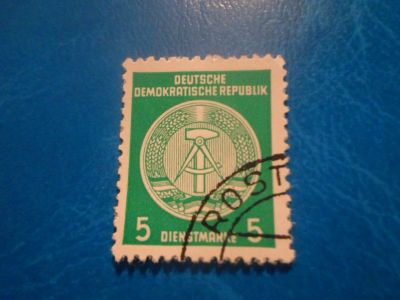 DEUTSCHE
DEMOKRATISCHE REPUBLIK
5 DIENSTMARKE 5
POST